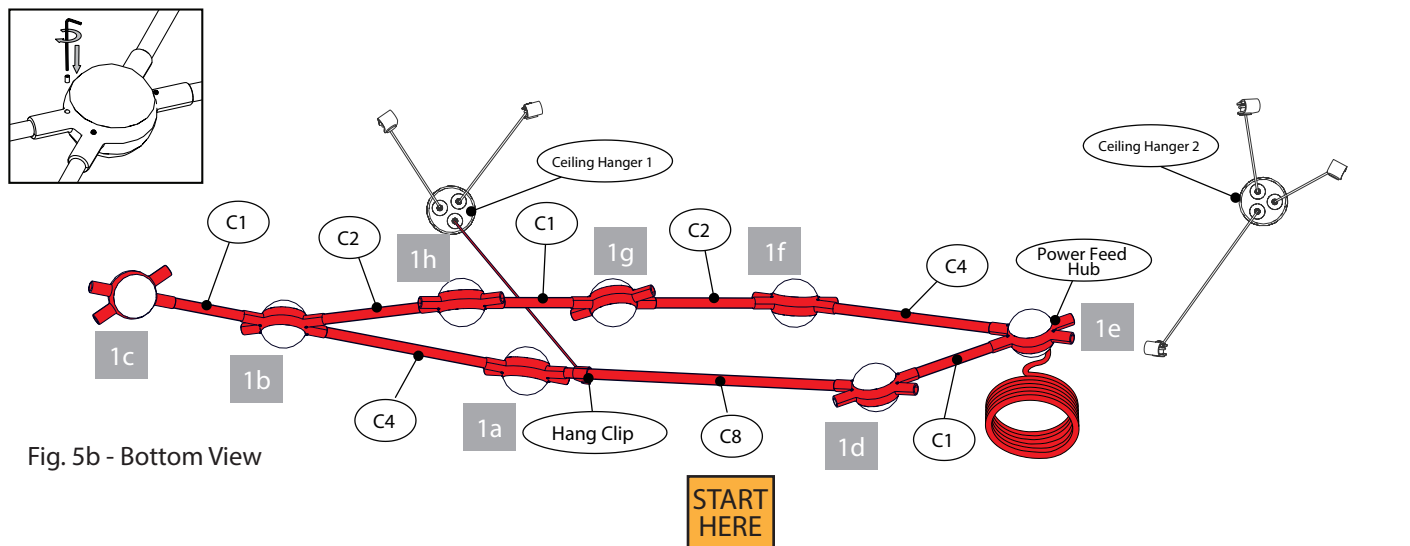 Ceiling Hanger 1
Ceiling Hanger 2
C1
C2
1h
C1
1g
C2
1f
C4
Power Feed
Hub
1e
1c
1b
C4
1a
Hang Clip
C8
1d
C1
Fig. 5b - Bottom View
START
HERE